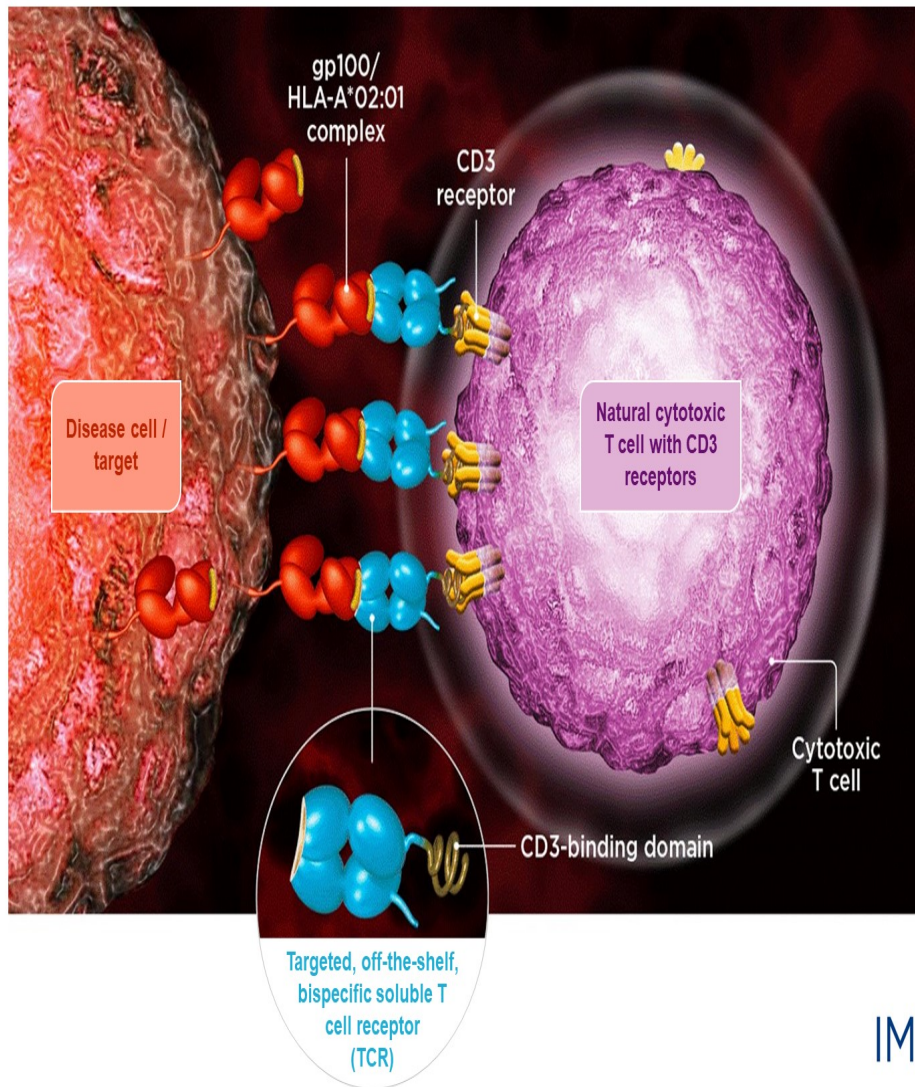 gp100/
HLA-A*02:01
complex
CD3
receptor
Disease cell /
target
Natural cytotoxic
T cell with CD3
receptors
Cytotoxic
T cell
CD3-binding domain
Targeted, off-the-shelf,
bispecific soluble T
cell receptor
(TCR)
IM